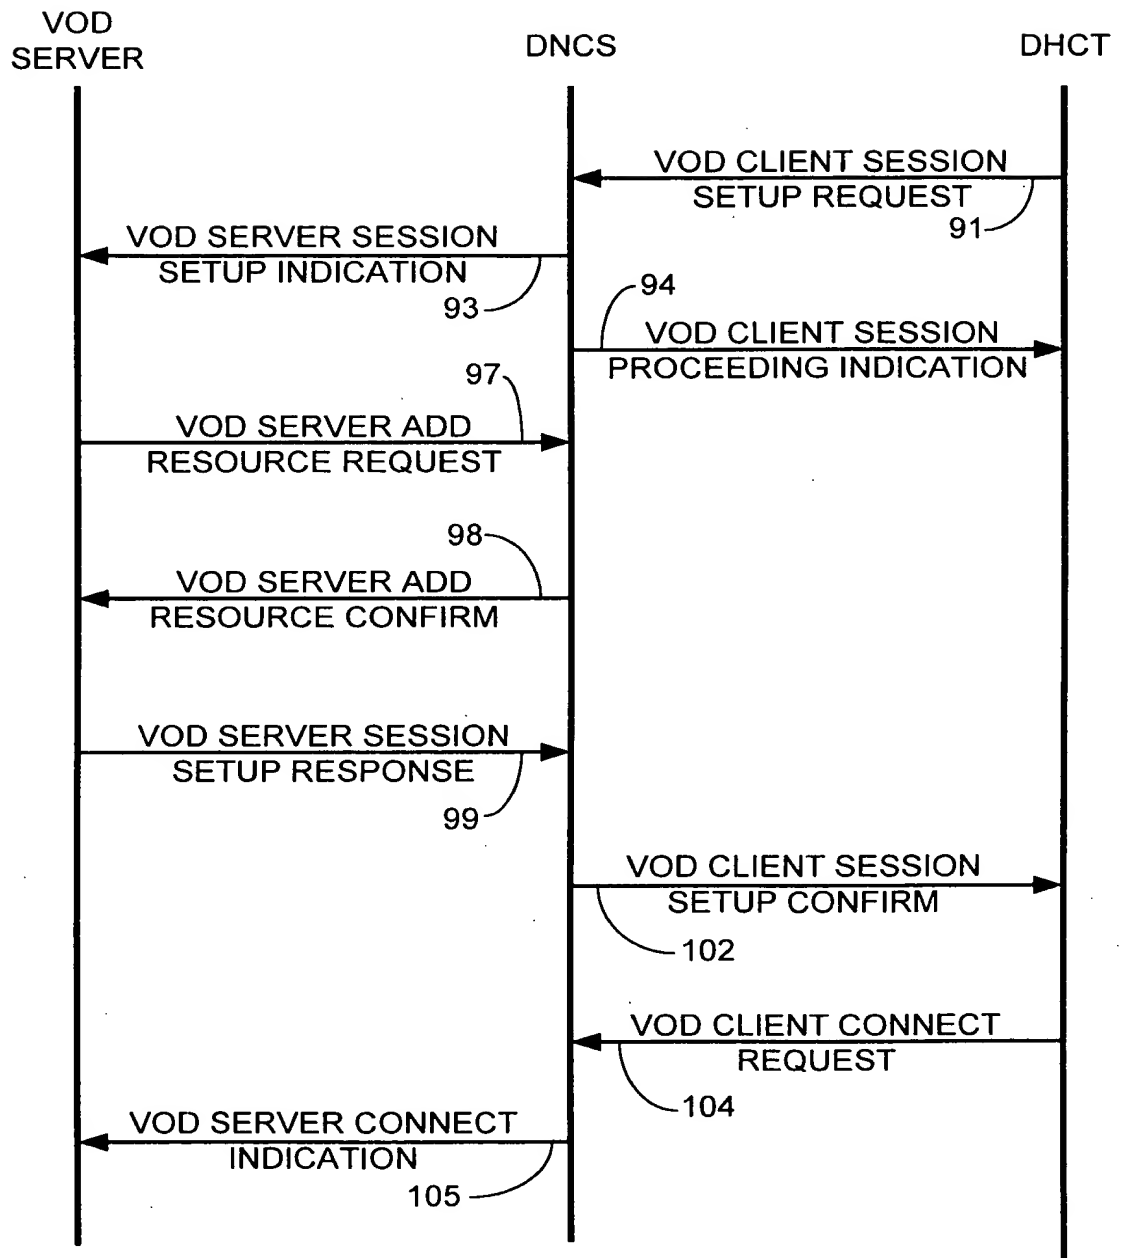 VOD
SERVER
DNCS
DHCT
VOD CLIENT SESSION
SETUP REQUEST
91
VOD SERVER SESSION
SETUP INDICATION
93
94
VOD CLIENT SESSION
PROCEEDING INDICATION
97
VOD SERVER ADD
RESOURCE REQUEST
98
VOD SERVER ADD
RESOURCE CONFIRM
VOD SERVER SESSION
SETUP RESPONSE
99
VOD CLIENT SESSION
SETUP CONFIRM
102
VOD CLIENT CONNECT
REQUEST
104
VOD SERVER CONNECT
INDICATION
105